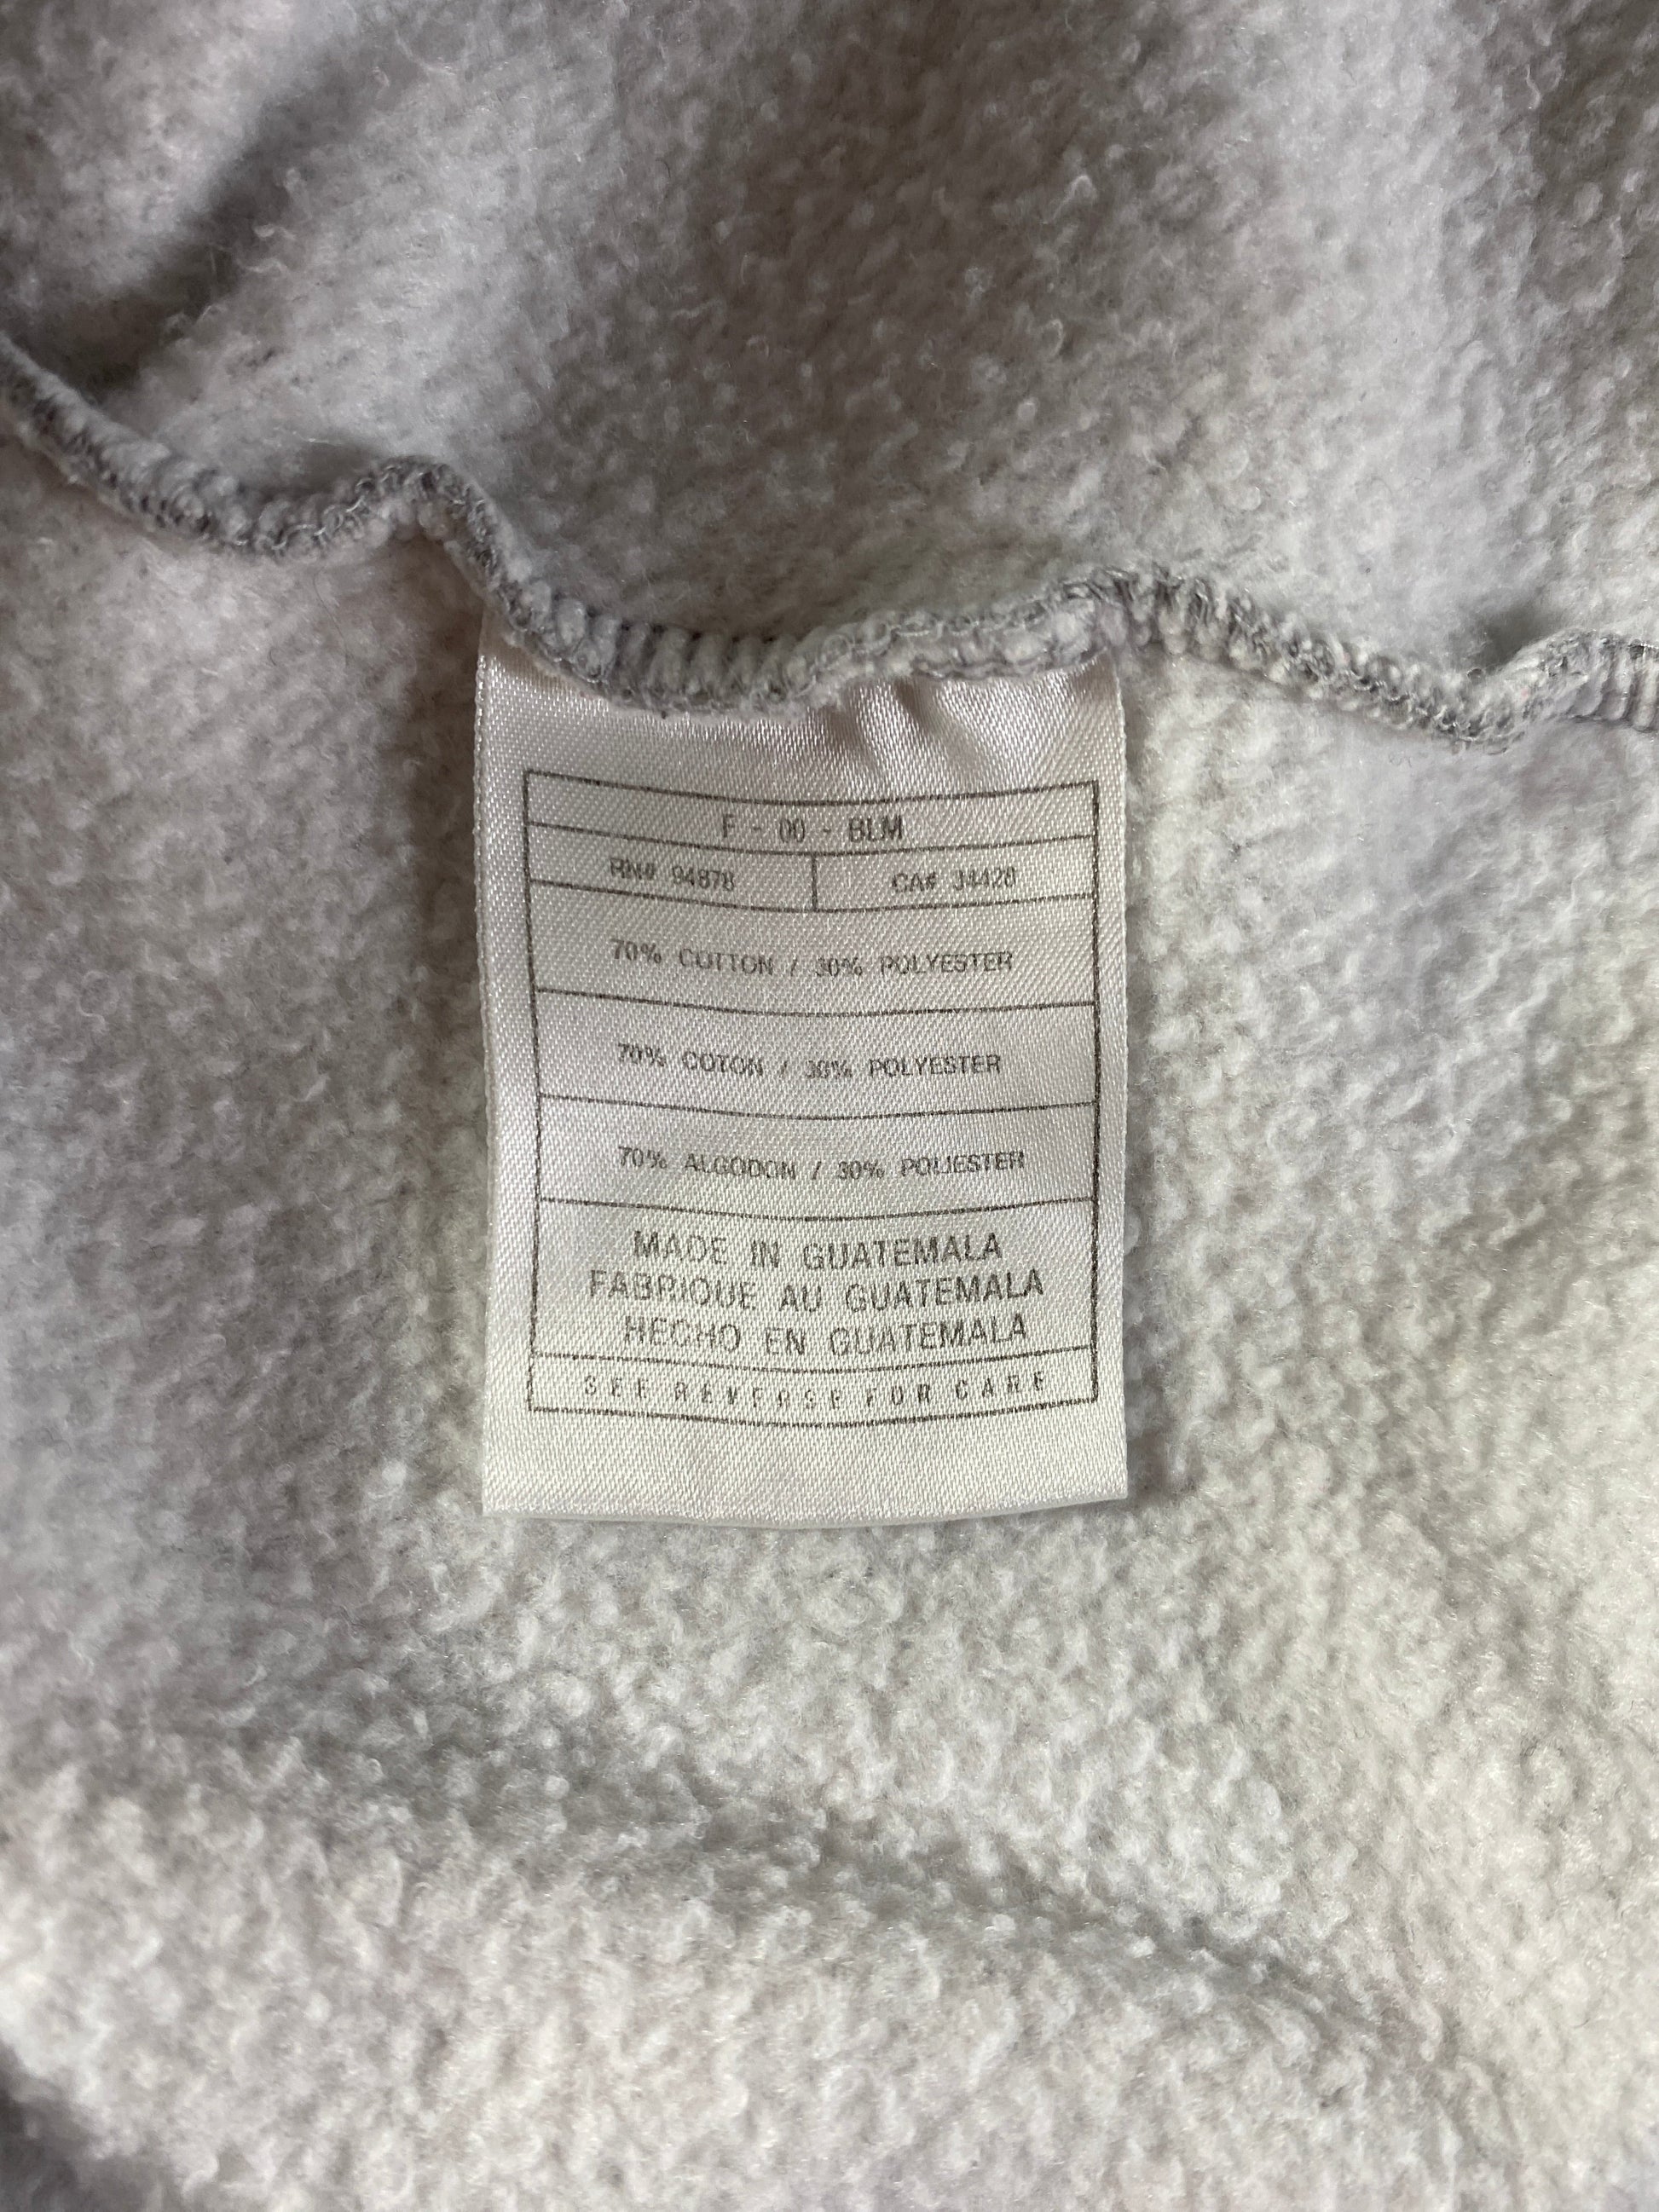 F - 00 - BLM
RN# 94878 CA# 34420
70% COTTON / 30% POLYESTER
70% COTON / 30% POLYESTER
70% ALGODON / 30% POLIESTER
MADE IN GUATEMALA
FABRIQUE AU GUATEMALA
HECHO EN GUATEMALA
SEE REVERSE FOR CARE